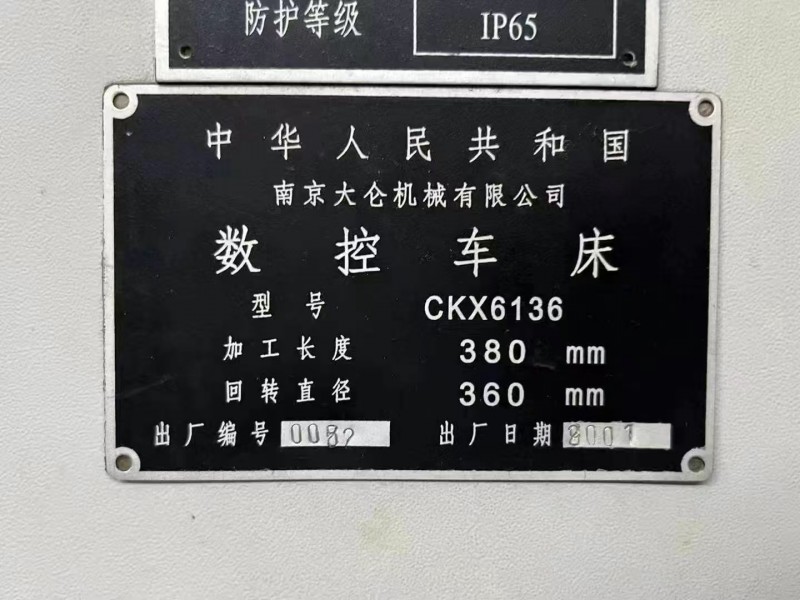 防护等级 IP65
中华人民共和国
南京大仑机械有限公司
数控车床
型号 CKX6136
加工长度 380 mm
回转直径 360 mm
出厂编号 0082 出厂日期 2001